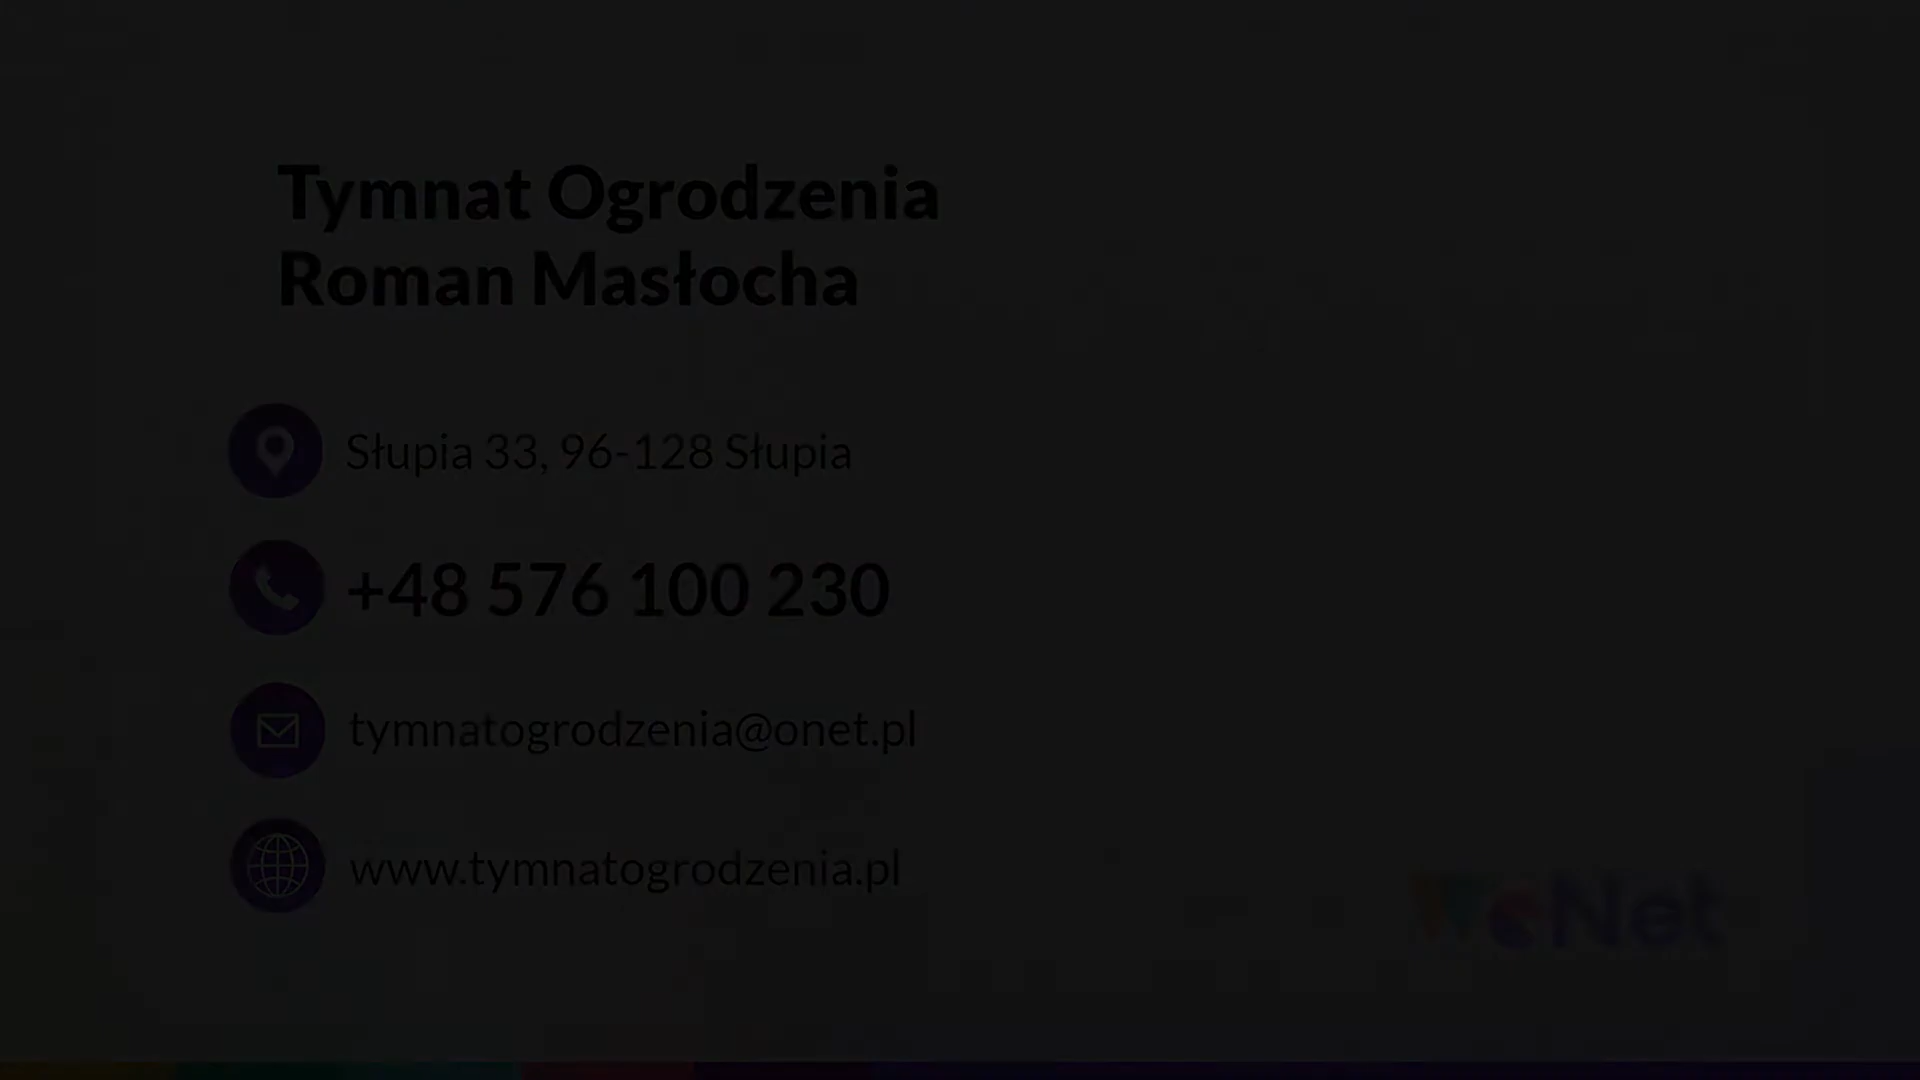 Tymnat Ogrodzenia
Roman Masłocha
Słupia 33, 96-128 Słupia
+48 576 100 230
tymnatogrodzenia@onet.pl
www.tymnatogrodzenia.pl
WeNet